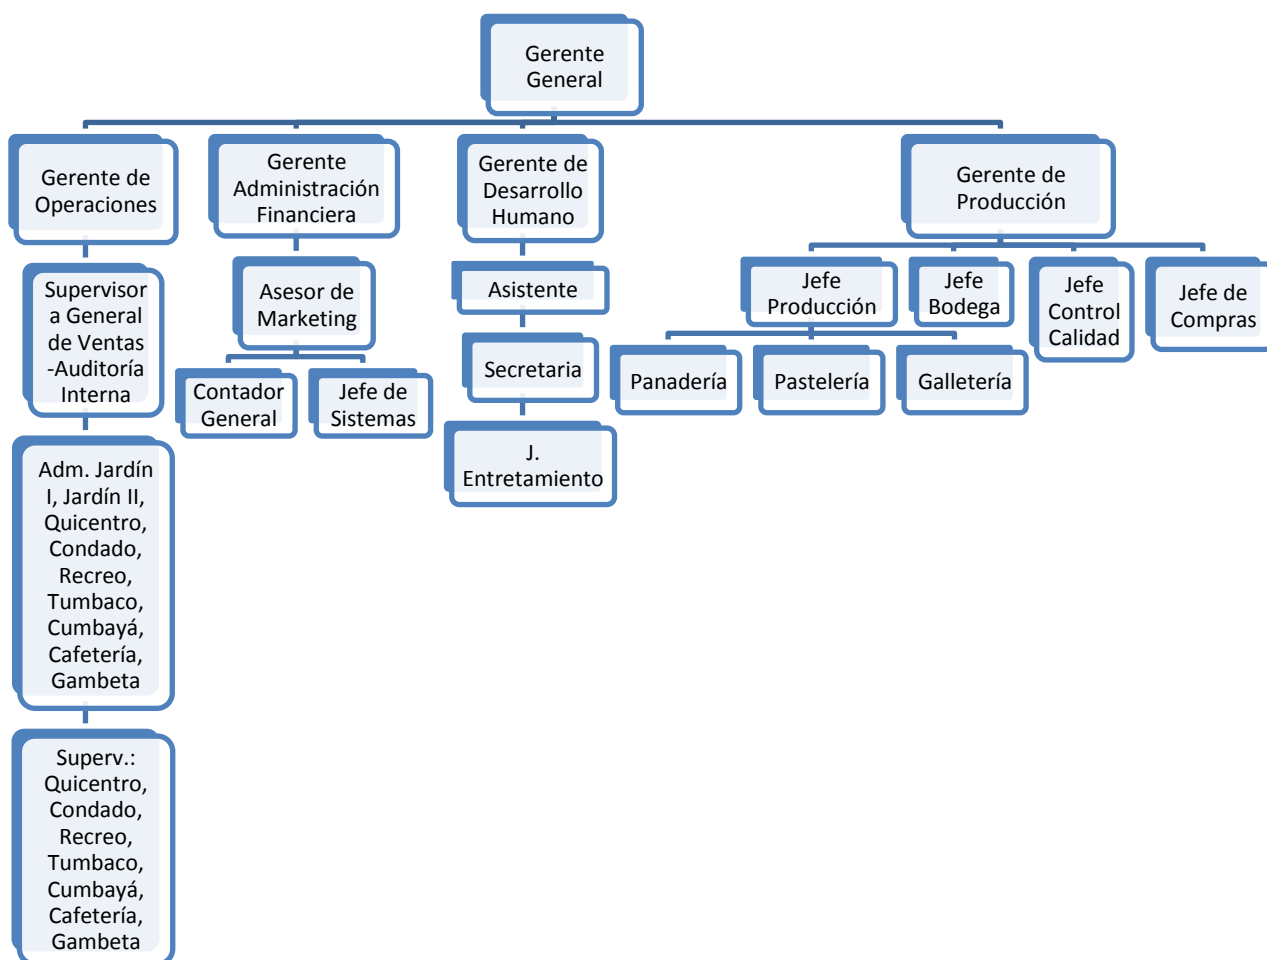 Gerente
General
Gerente de
Operaciones
Gerente
Administración
Financiera
Gerente de
Desarrollo
Humano
Gerente de
Producción
Supervisor
a General
de Ventas
-Auditoría
Interna
Asesor de
Marketing
Asistente
Jefe
Producción
Jefe
Bodega
Jefe
Control
Calidad
Jefe de
Compras
Contador
General
Jefe de
Sistemas
Secretaria
Panadería
Pastelería
Galletería
J.
Entretamiento
Adm. Jardín
I, Jardín II,
Quicentro,
Condado,
Recreo,
Tumbaco,
Cumbayá,
Cafetería,
Gambeta
Superv.:
Quicentro,
Condado,
Recreo,
Tumbaco,
Cumbayá,
Cafetería,
Gambeta